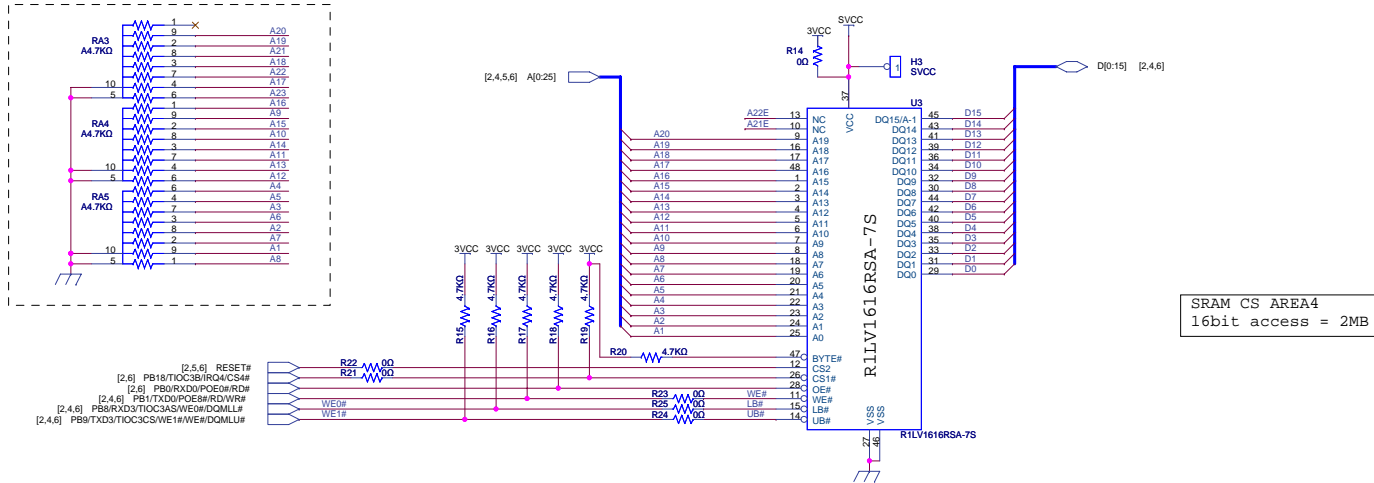 RA3
A4.7KΩ
1
9 A20
2 A19
8 A21
3 A18
7 A22
10 4 A17
5 6 A23
RA4
A4.7KΩ
1 A16
9 A9
2 A15
8 A10
3 A14
7 A11
10 4 A13
5 6 A12
RA5
A4.7KΩ
6 A4
4 A5
7 A3
3 A6
8 A2
2 A7
10 9 A1
5 1 A8
[2,4,5,6] A[0:25]
3VCC
R14
0Ω
SVCC
H3
SVCC
1
D[0:15] [2,4,6]
U3
37
VCC
A22E 13 NC
A21E 10 NC
A20 9 A19
A19 16 A18
A18 17 A17
A17 48 A16
A16 1 A15
A15 2 A14
A14 3 A13
A13 4 A12
A12 5 A11
A11 6 A10
A10 7 A9
A9 8 A8
A8 18 A7
A7 19 A6
A6 20 A5
A5 21 A4
A4 22 A3
A3 23 A2
A2 24 A1
A1 25 A0
DQ15/A-1 45 D15
DQ14 43 D14
DQ13 41 D13
DQ12 39 D12
DQ11 36 D11
DQ10 34 D10
DQ9 32 D9
DQ8 30 D8
DQ7 44 D7
DQ6 42 D6
DQ5 40 D5
DQ4 38 D4
DQ3 35 D3
DQ2 33 D2
DQ1 31 D1
DQ0 29 D0
R1LV1616RSA-7S
3VCC 3VCC 3VCC 3VCC 3VCC
4.7KΩ 4.7KΩ 4.7KΩ 4.7KΩ 4.7KΩ
R15 R16 R17 R18 R19
R20 4.7KΩ
47 BYTE#
12 CS2
26 CS1#
28 OE#
WE# 11 WE#
LB# 15 LB#
UB# 14 UB#
[2,5,6] RESET#
R22 0Ω
[2,6] PB18/TIOC3B/IRQ4/CS4#
R21 0Ω
[2,6] PB0/RXD0/POE0#/RD#
[2,4,6] PB1/TXD0/POE8#/RD/WR#
R23 0Ω
[2,4,6] PB8/RXD3/TIOC3AS/WE0#/DQMLL#
WE0#
R25 0Ω
[2,4,6] PB9/TXD3/TIOC3CS/WE1#/WE#/DQMLU#
WE1#
R24 0Ω
VSS VSS
27 46
R1LV1616RSA-7S
SRAM CS AREA4
16bit access = 2MB